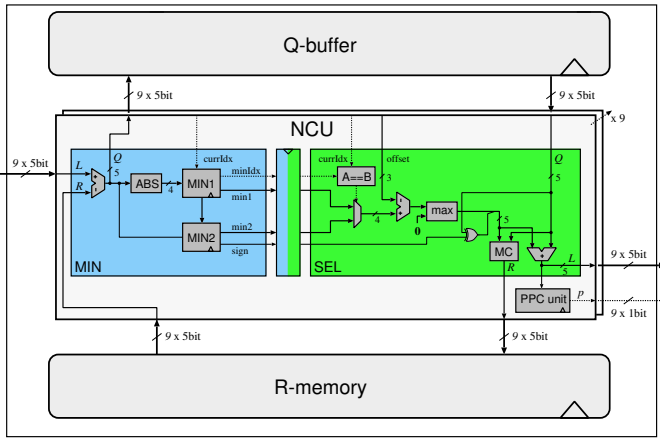 Q-buffer
9 x 5bit
9 x 5bit
NCU
x 9
9 x 5bit
L
R
Q
5
ABS
4
currIdx
MIN1
minIdx
min1
MIN2
min2
sign
MIN
currIdx
A==B
3
offset
4
0
max
5
Q
5
MC
R
L
5
SEL
PPC unit
p
9 x 5bit
9 x 1bit
9 x 5bit
9 x 5bit
R-memory